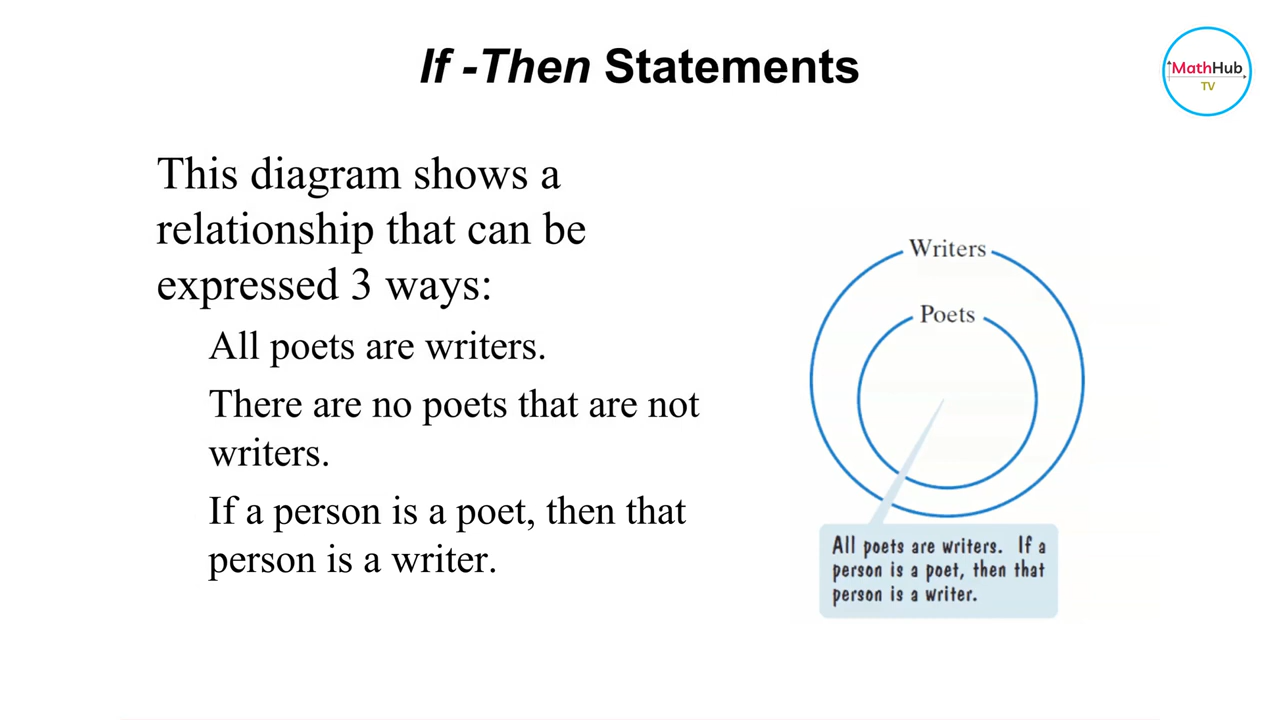 If -Then Statements
MathHub
TV
This diagram shows a
relationship that can be
expressed 3 ways:
All poets are writers.
There are no poets that are not
writers.
If a person is a poet, then that
person is a writer.
Writers
Poets
All poets are writers. If a
person is a poet, then that
person is a writer.